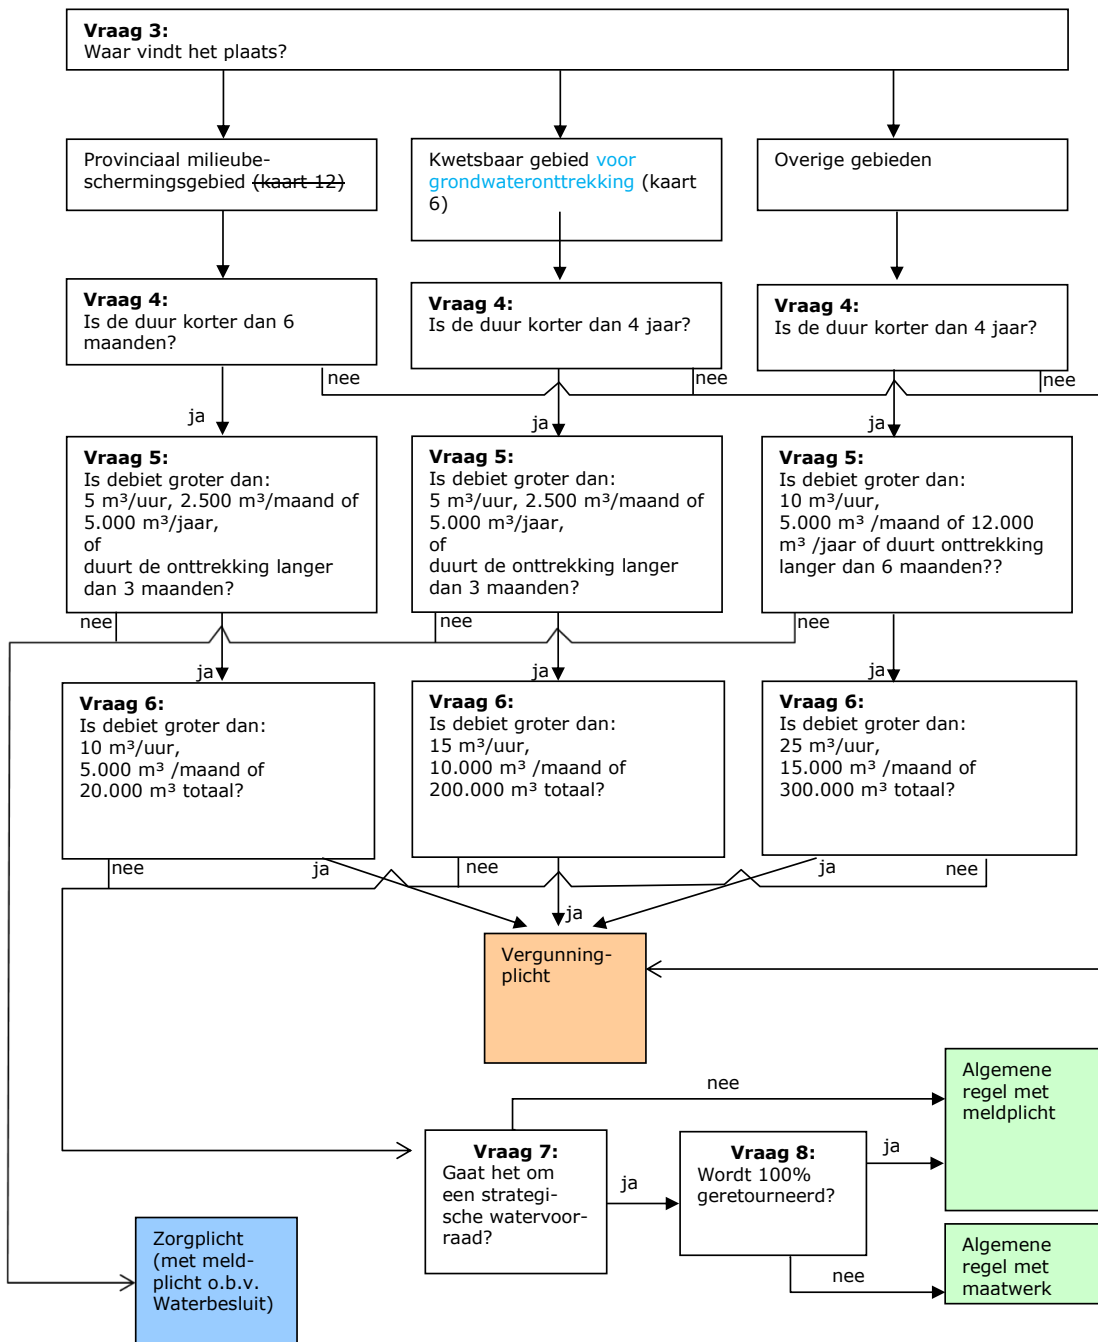 Vraag 3:
Waar vindt het plaats?
Provinciaal milieube-
schermingsgebied (kaart 12)
Kwetsbaar gebied voor
grondwateronttrekking (kaart
6)
Overige gebieden
Vraag 4:
Is de duur korter dan 6
maanden?
Vraag 4:
Is de duur korter dan 4 jaar?
Vraag 4:
Is de duur korter dan 4 jaar?
nee
nee
nee
ja
ja
ja
Vraag 5:
Is debiet groter dan:
5 m³/uur, 2.500 m³/maand of
5.000 m³/jaar,
of
duurt de onttrekking langer
dan 3 maanden?
Vraag 5:
Is debiet groter dan:
5 m³/uur, 2.500 m³/maand of
5.000 m³/jaar,
of
duurt de onttrekking langer
dan 3 maanden?
Vraag 5:
Is debiet groter dan:
10 m³/uur,
5.000 m³ /maand of 12.000
m³ /jaar of duurt onttrekking
langer dan 6 maanden??
nee
nee
nee
ja
ja
ja
Vraag 6:
Is debiet groter dan:
10 m³/uur,
5.000 m³ /maand of
20.000 m³ totaal?
Vraag 6:
Is debiet groter dan:
15 m³/uur,
10.000 m³ /maand of
200.000 m³ totaal?
Vraag 6:
Is debiet groter dan:
25 m³/uur,
15.000 m³ /maand of
300.000 m³ totaal?
nee
ja
nee
ja
ja
nee
Vergunning-
plicht
nee
Algemene
regel met
meldplicht
Vraag 7:
Gaat het om
een strategi-
sche watervoor-
raad?
ja
Vraag 8:
Wordt 100%
geretourneerd?
ja
nee
Algemene
regel met
maatwerk
Zorgplicht
(met meld-
plicht o.b.v.
Waterbesluit)